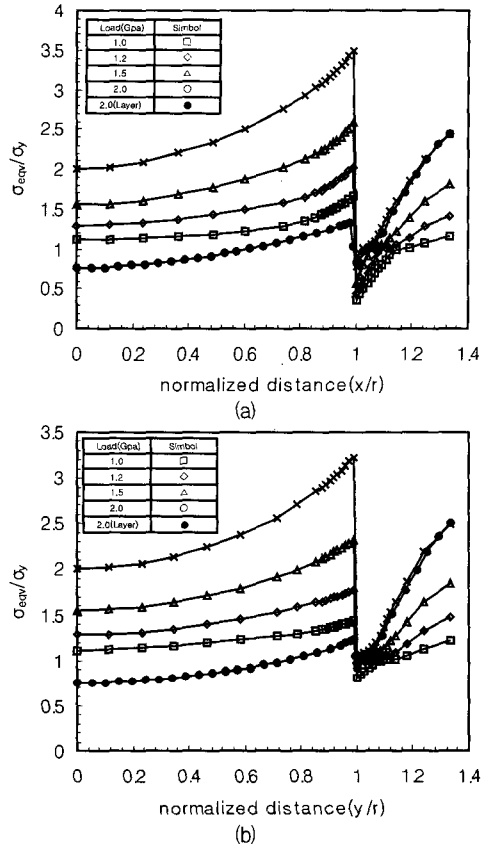 (a)
4
3.5
3
2.5
2
1.5
1
0.5
0
σeqv/σy
Load(Gpa) Simbol
1.0
1.2
1.5
2.0
2.0(Layer)
0 0.2 0.4 0.6 0.8 1 1.2 1.4
normalized distance(x/r)
(a)
3.5
3
2.5
2
1.5
1
0.5
0
σeqv/σy
Load(Gpa) Simbol
1.0
1.2
1.5
2.0
2.0(Layer)
0 0.2 0.4 0.6 0.8 1 1.2 1.4
normalized distance(y/r)
(b)